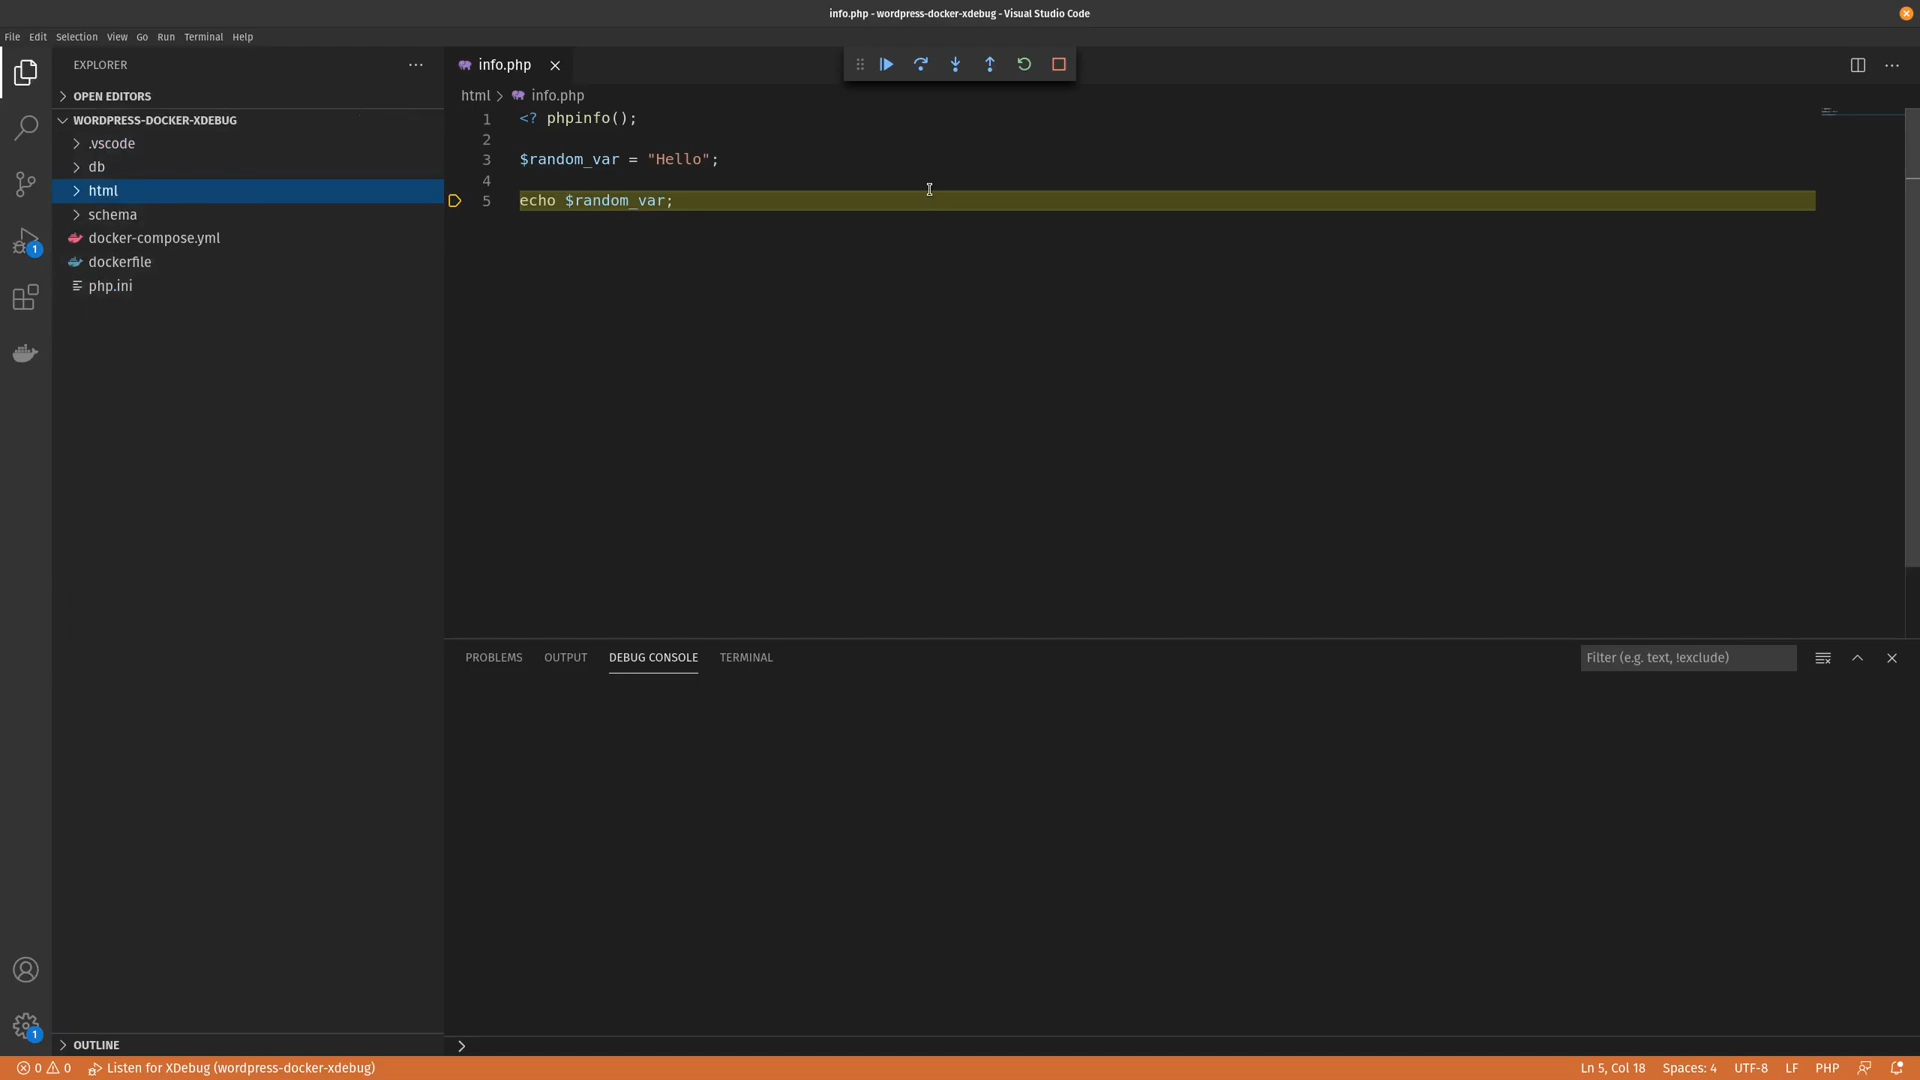 info.php - wordpress-docker-xdebug - Visual Studio Code
File Edit Selection View Go Run Terminal Help
EXPLORER
OPEN EDITORS
WORDPRESS-DOCKER-XDEBUG
.vscode
db
html
schema
docker-compose.yml
dockerfile
php.ini
OUTLINE
1
1
info.php
html > info.php
1 <? phpinfo();
2
3 $random_var = "Hello";
4
5 echo $random_var;
PROBLEMS OUTPUT DEBUG CONSOLE TERMINAL
Filter (e.g. text, !exclude)
0 0 Listen for XDebug (wordpress-docker-xdebug)
Ln 5, Col 18 Spaces: 4 UTF-8 LF PHP